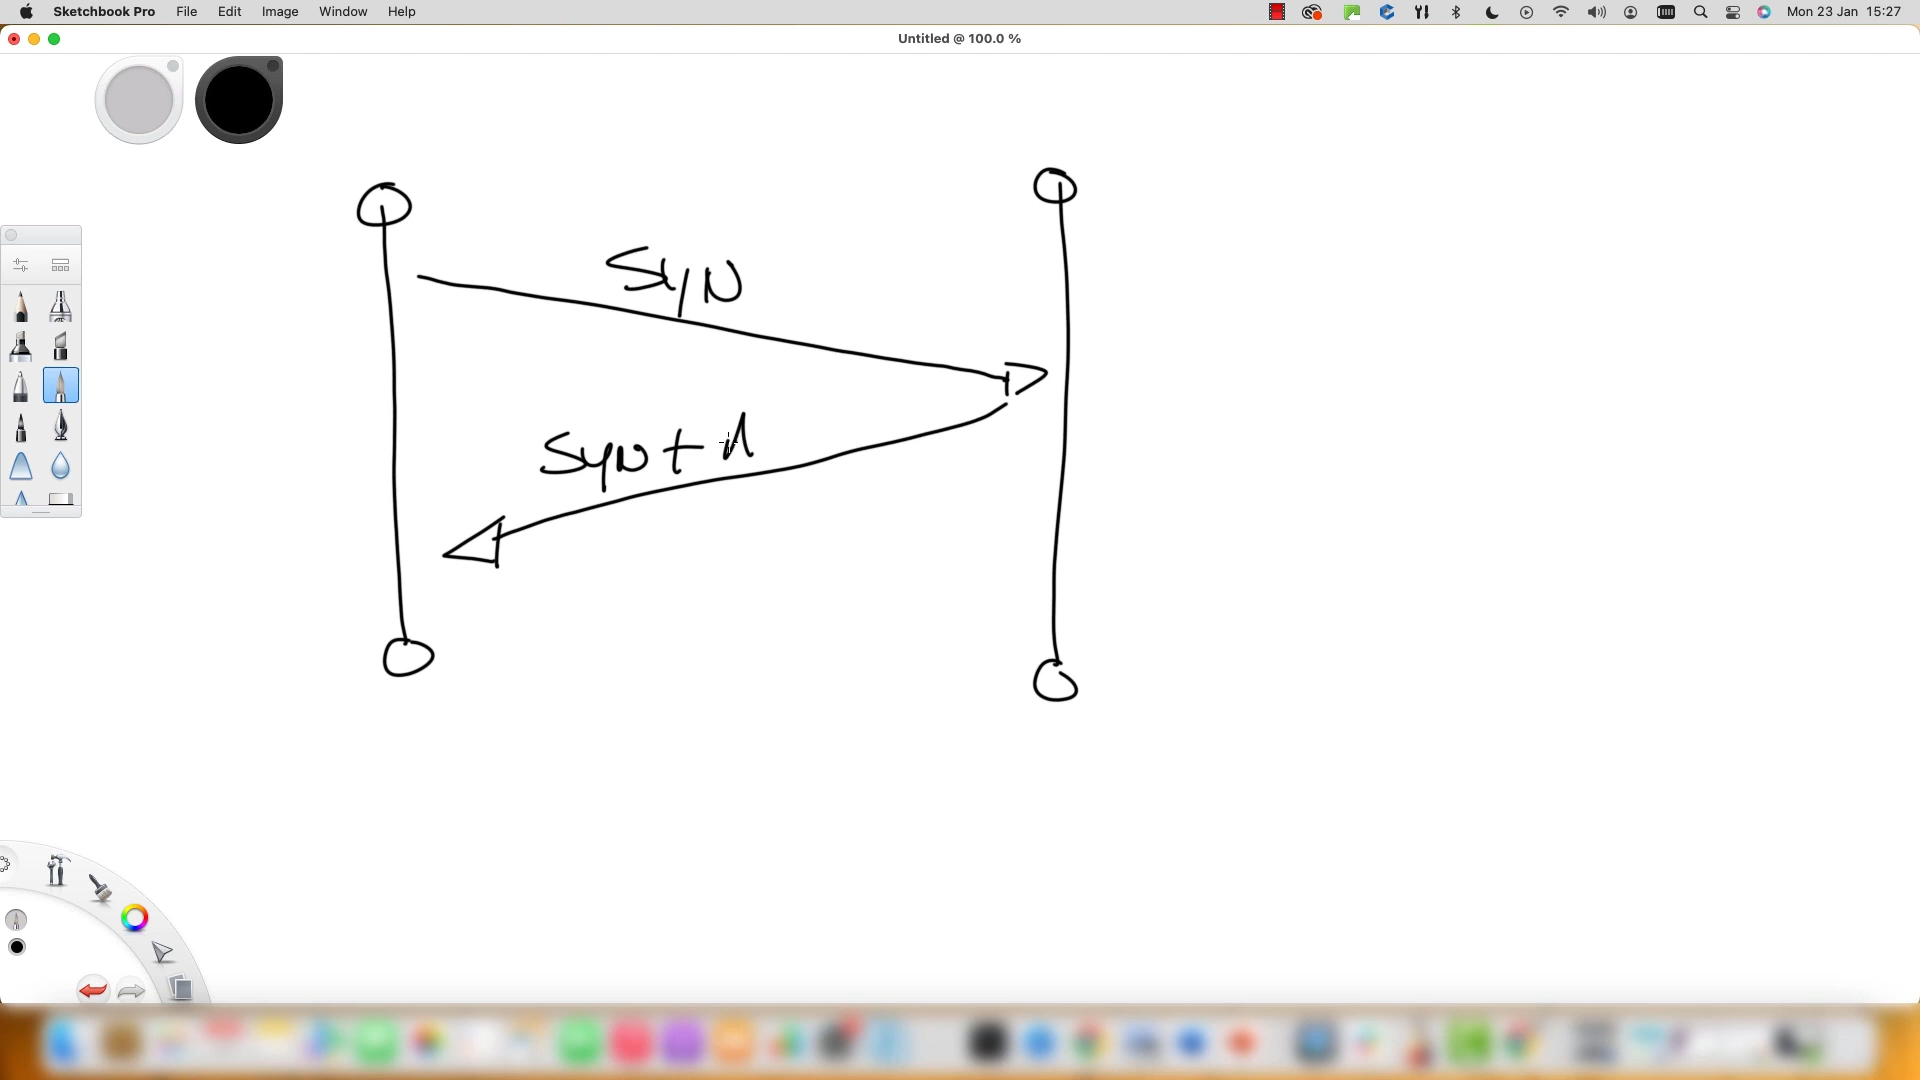 Sketchbook Pro File Edit Image Window Help Mon 23 Jan 15:27
Untitled @ 100.0 %
SYN
SYN + A